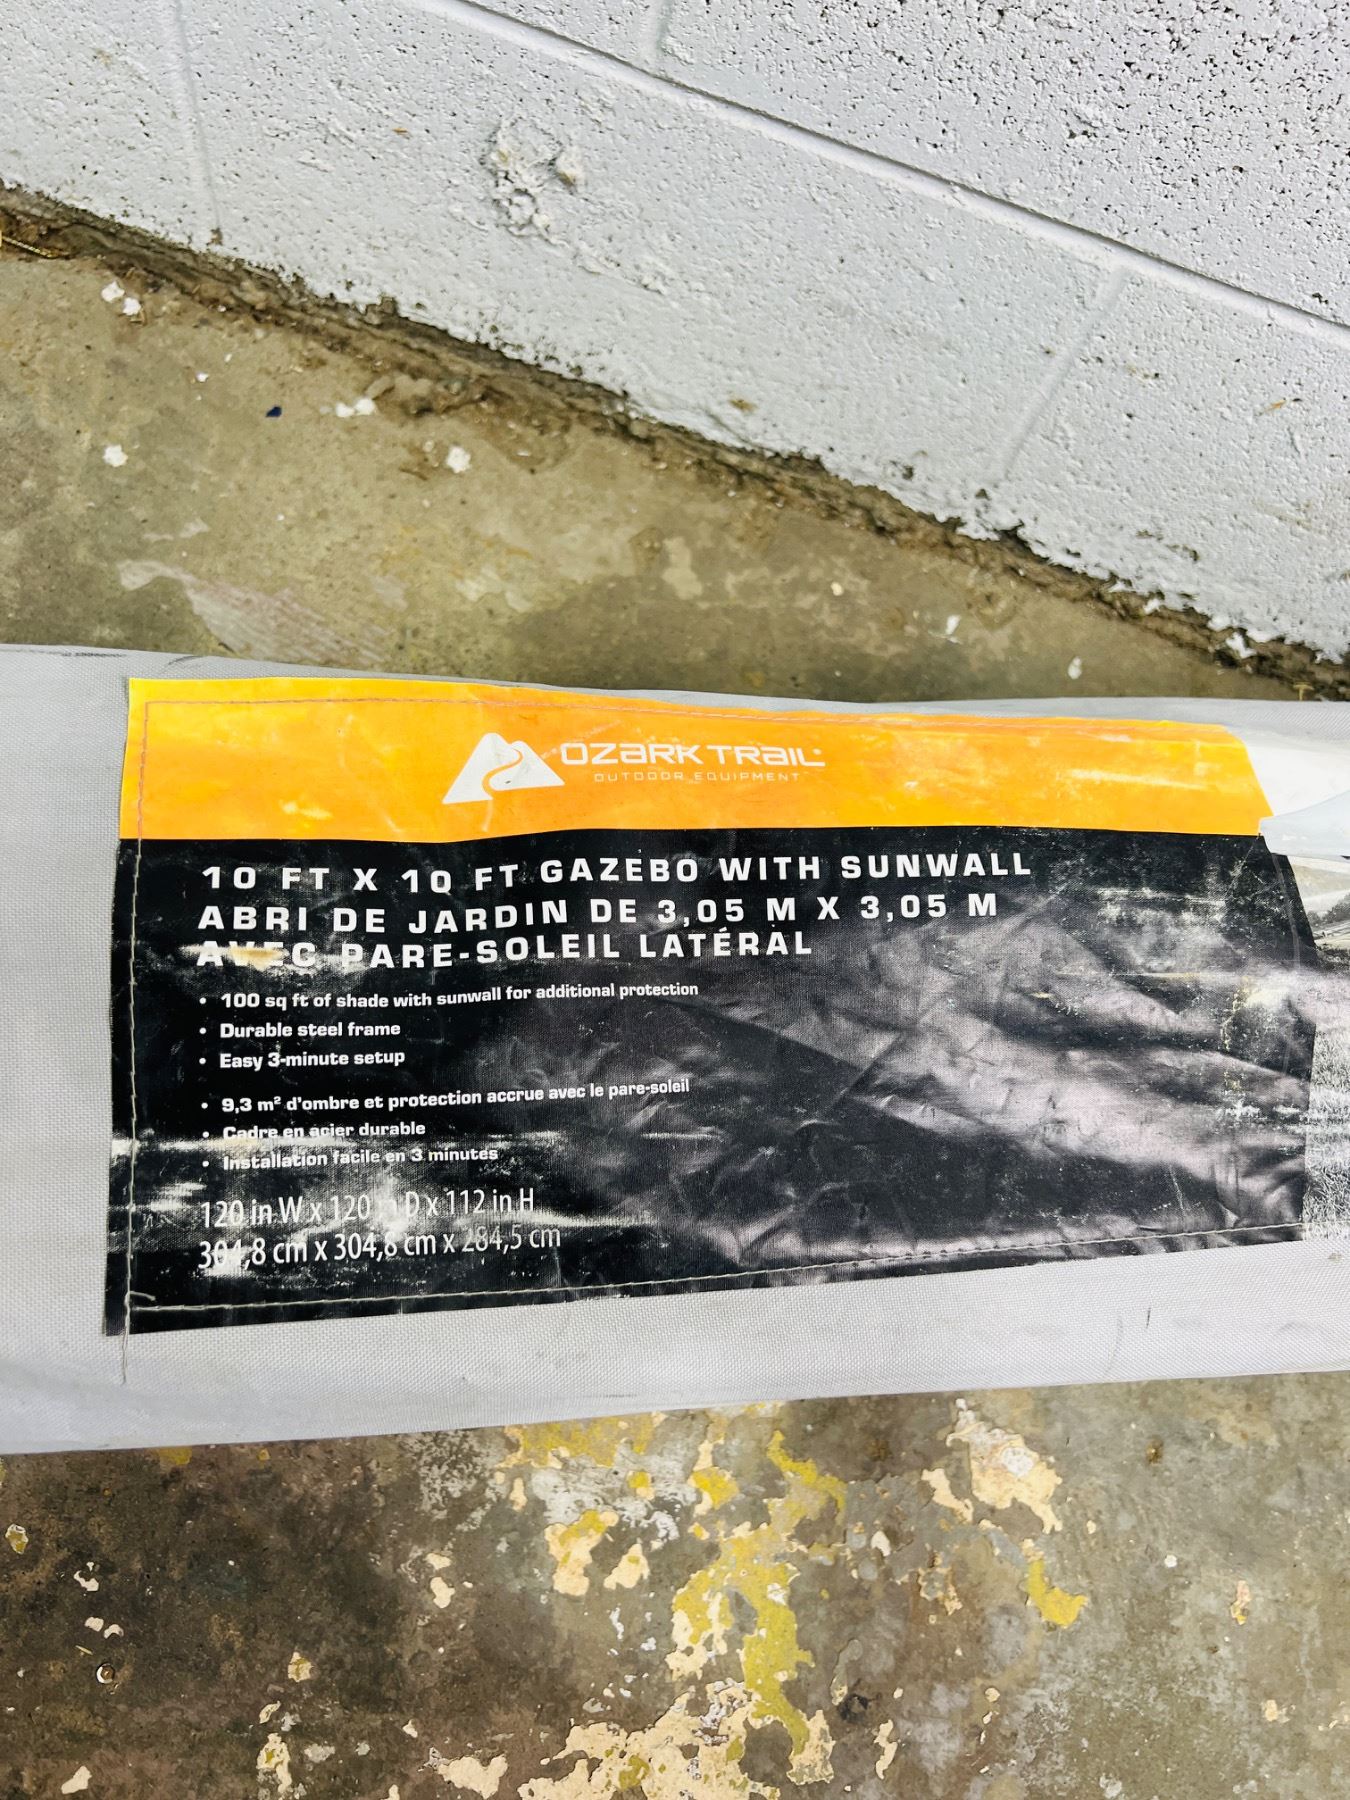 OZARK TRAIL
OUTDOOR EQUIPMENT
10 FT X 10 FT GAZEBO WITH SUNWALL
ABRI DE JARDIN DE 3,05 M X 3,05 M
AVEC PARE-SOLEIL LATÉRAL
• 100 sq ft of shade with sunwall for additional protection
• Durable steel frame
• Easy 3-minute setup
• 9,3 m² d'ombre et protection accrue avec le pare-soleil
• Cadre en acier durable
• Installation facile en 3 minutes
120 in W x 120 in D x 112 in H
304,8 cm x 304,8 cm x 284,5 cm